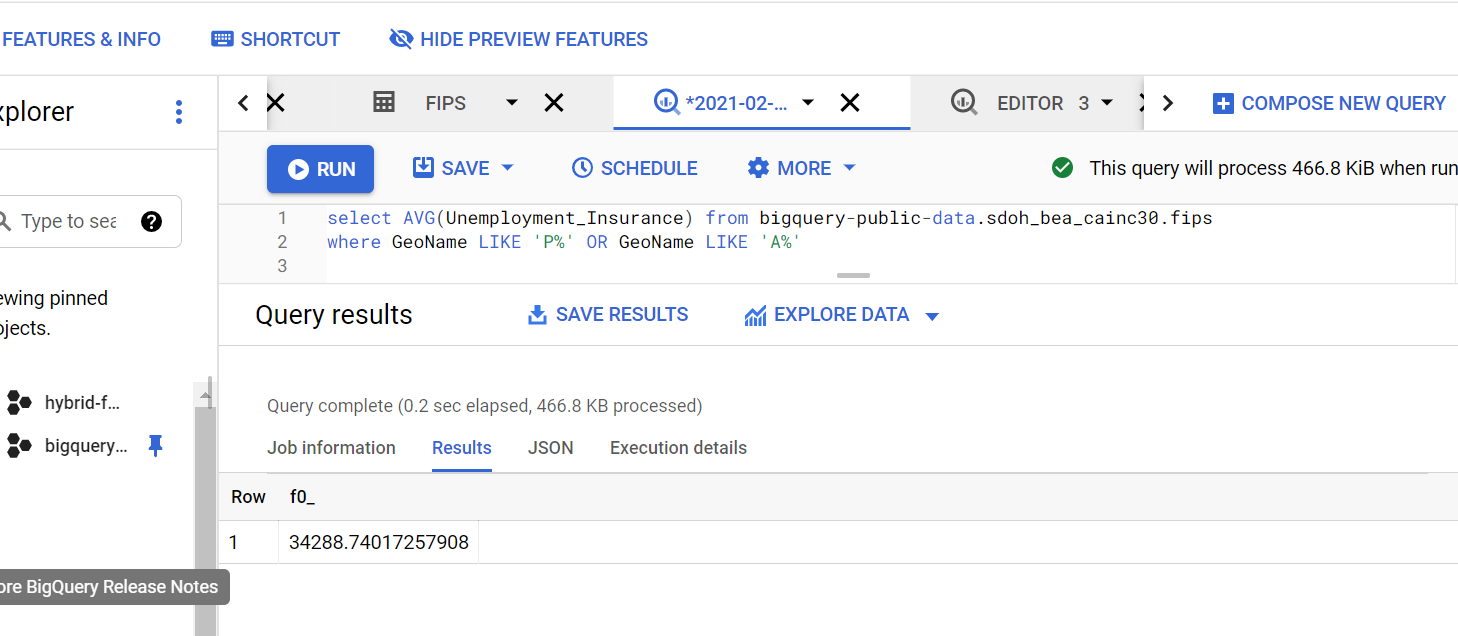 FEATURES & INFO SHORTCUT HIDE PREVIEW FEATURES
xplorer
FIPS *2021-02-... EDITOR 3 COMPOSE NEW QUERY
RUN SAVE SCHEDULE MORE This query will process 466.8 KiB when run
Type to sea ?
1 select AVG(Unemployment_Insurance) from bigquery-public-data.sdoh_bea_cainc30.fips
2 where GeoName LIKE 'P%' OR GeoName LIKE 'A%'
3
ewing pinned
ojects.
Query results SAVE RESULTS EXPLORE DATA
hybrid-f...
bigquery...
Query complete (0.2 sec elapsed, 466.8 KB processed)
Job information Results JSON Execution details
Row f0_
1 34288.74017257908
ore BigQuery Release Notes